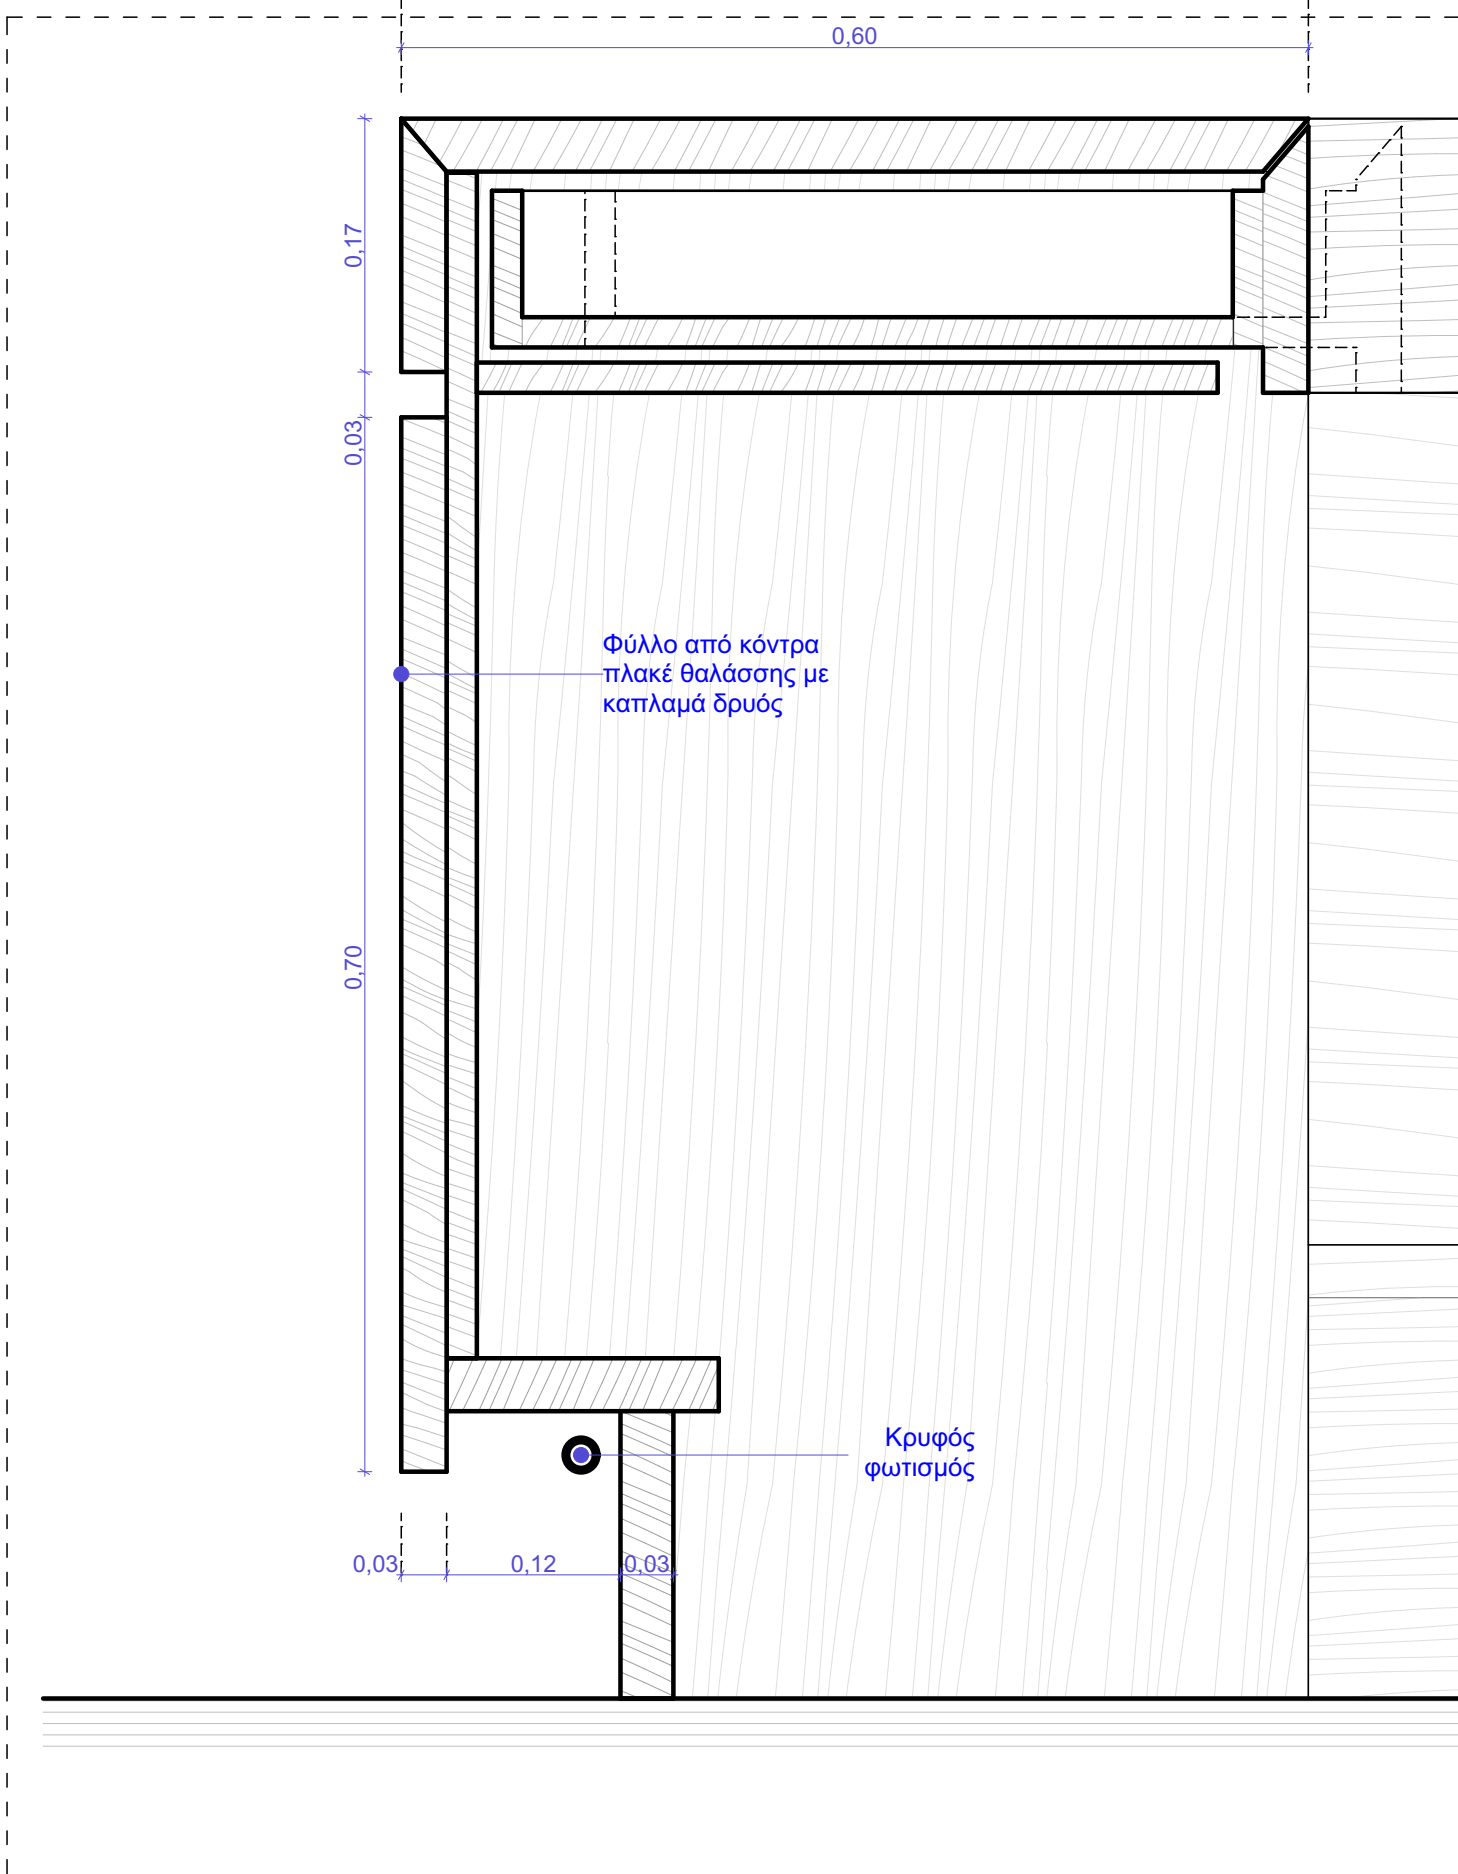 0,60
0,17
0,03
Φύλλο από κόντρα
πλακέ θαλάσσης με
καπλαμά δρυός
0,70
Κρυφός
φωτισμός
0,03
0,12
0,03